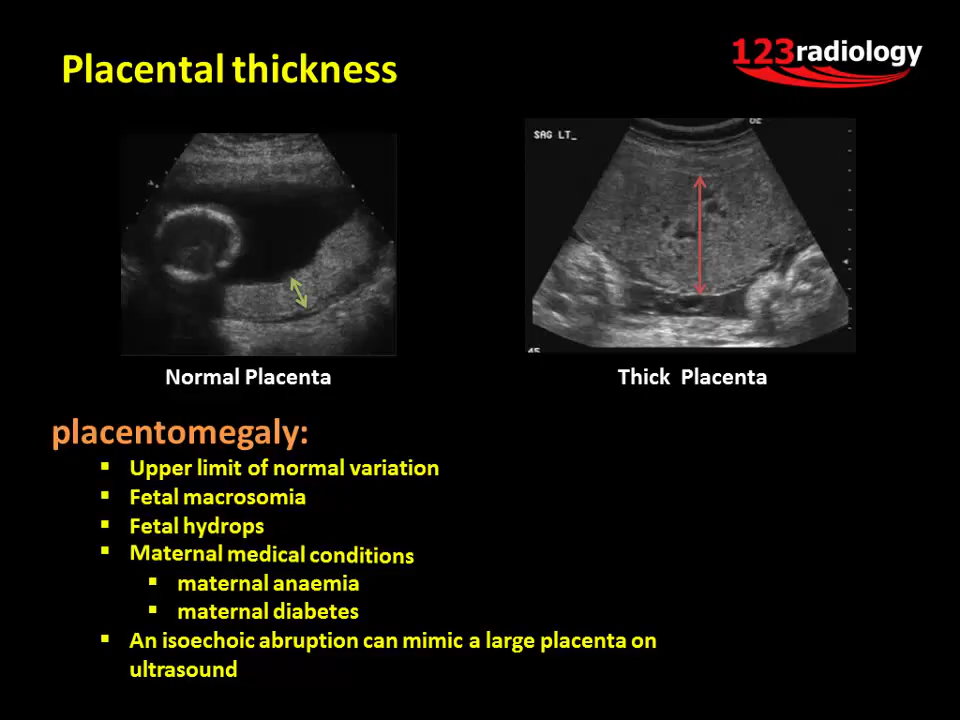 Placental thickness
123radiology
SAG LT_
Normal Placenta
Thick Placenta
placentomegaly:
▪ Upper limit of normal variation
▪ Fetal macrosomia
▪ Fetal hydrops
▪ Maternal medical conditions
▪ maternal anaemia
▪ maternal diabetes
▪ An isoechoic abruption can mimic a large placenta on
ultrasound